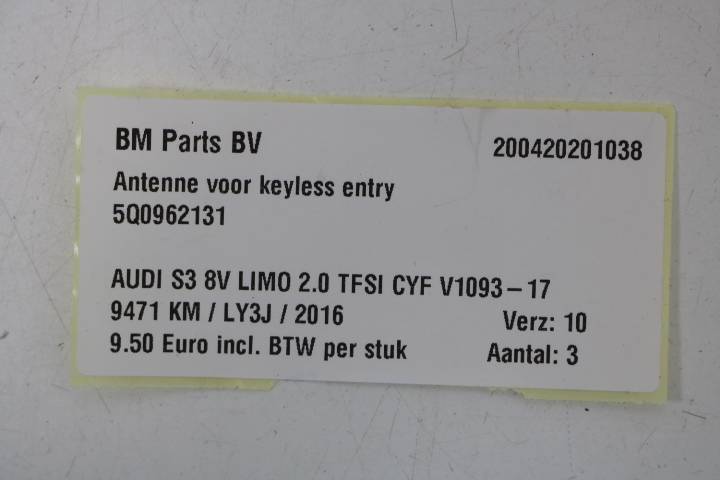 BM Parts BV 200420201038
Antenne voor keyless entry
5Q0962131
AUDI S3 8V LIMO 2.0 TFSI CYF V1093-17
9471 KM / LY3J / 2016 Verz: 10
9.50 Euro incl. BTW per stuk Aantal: 3